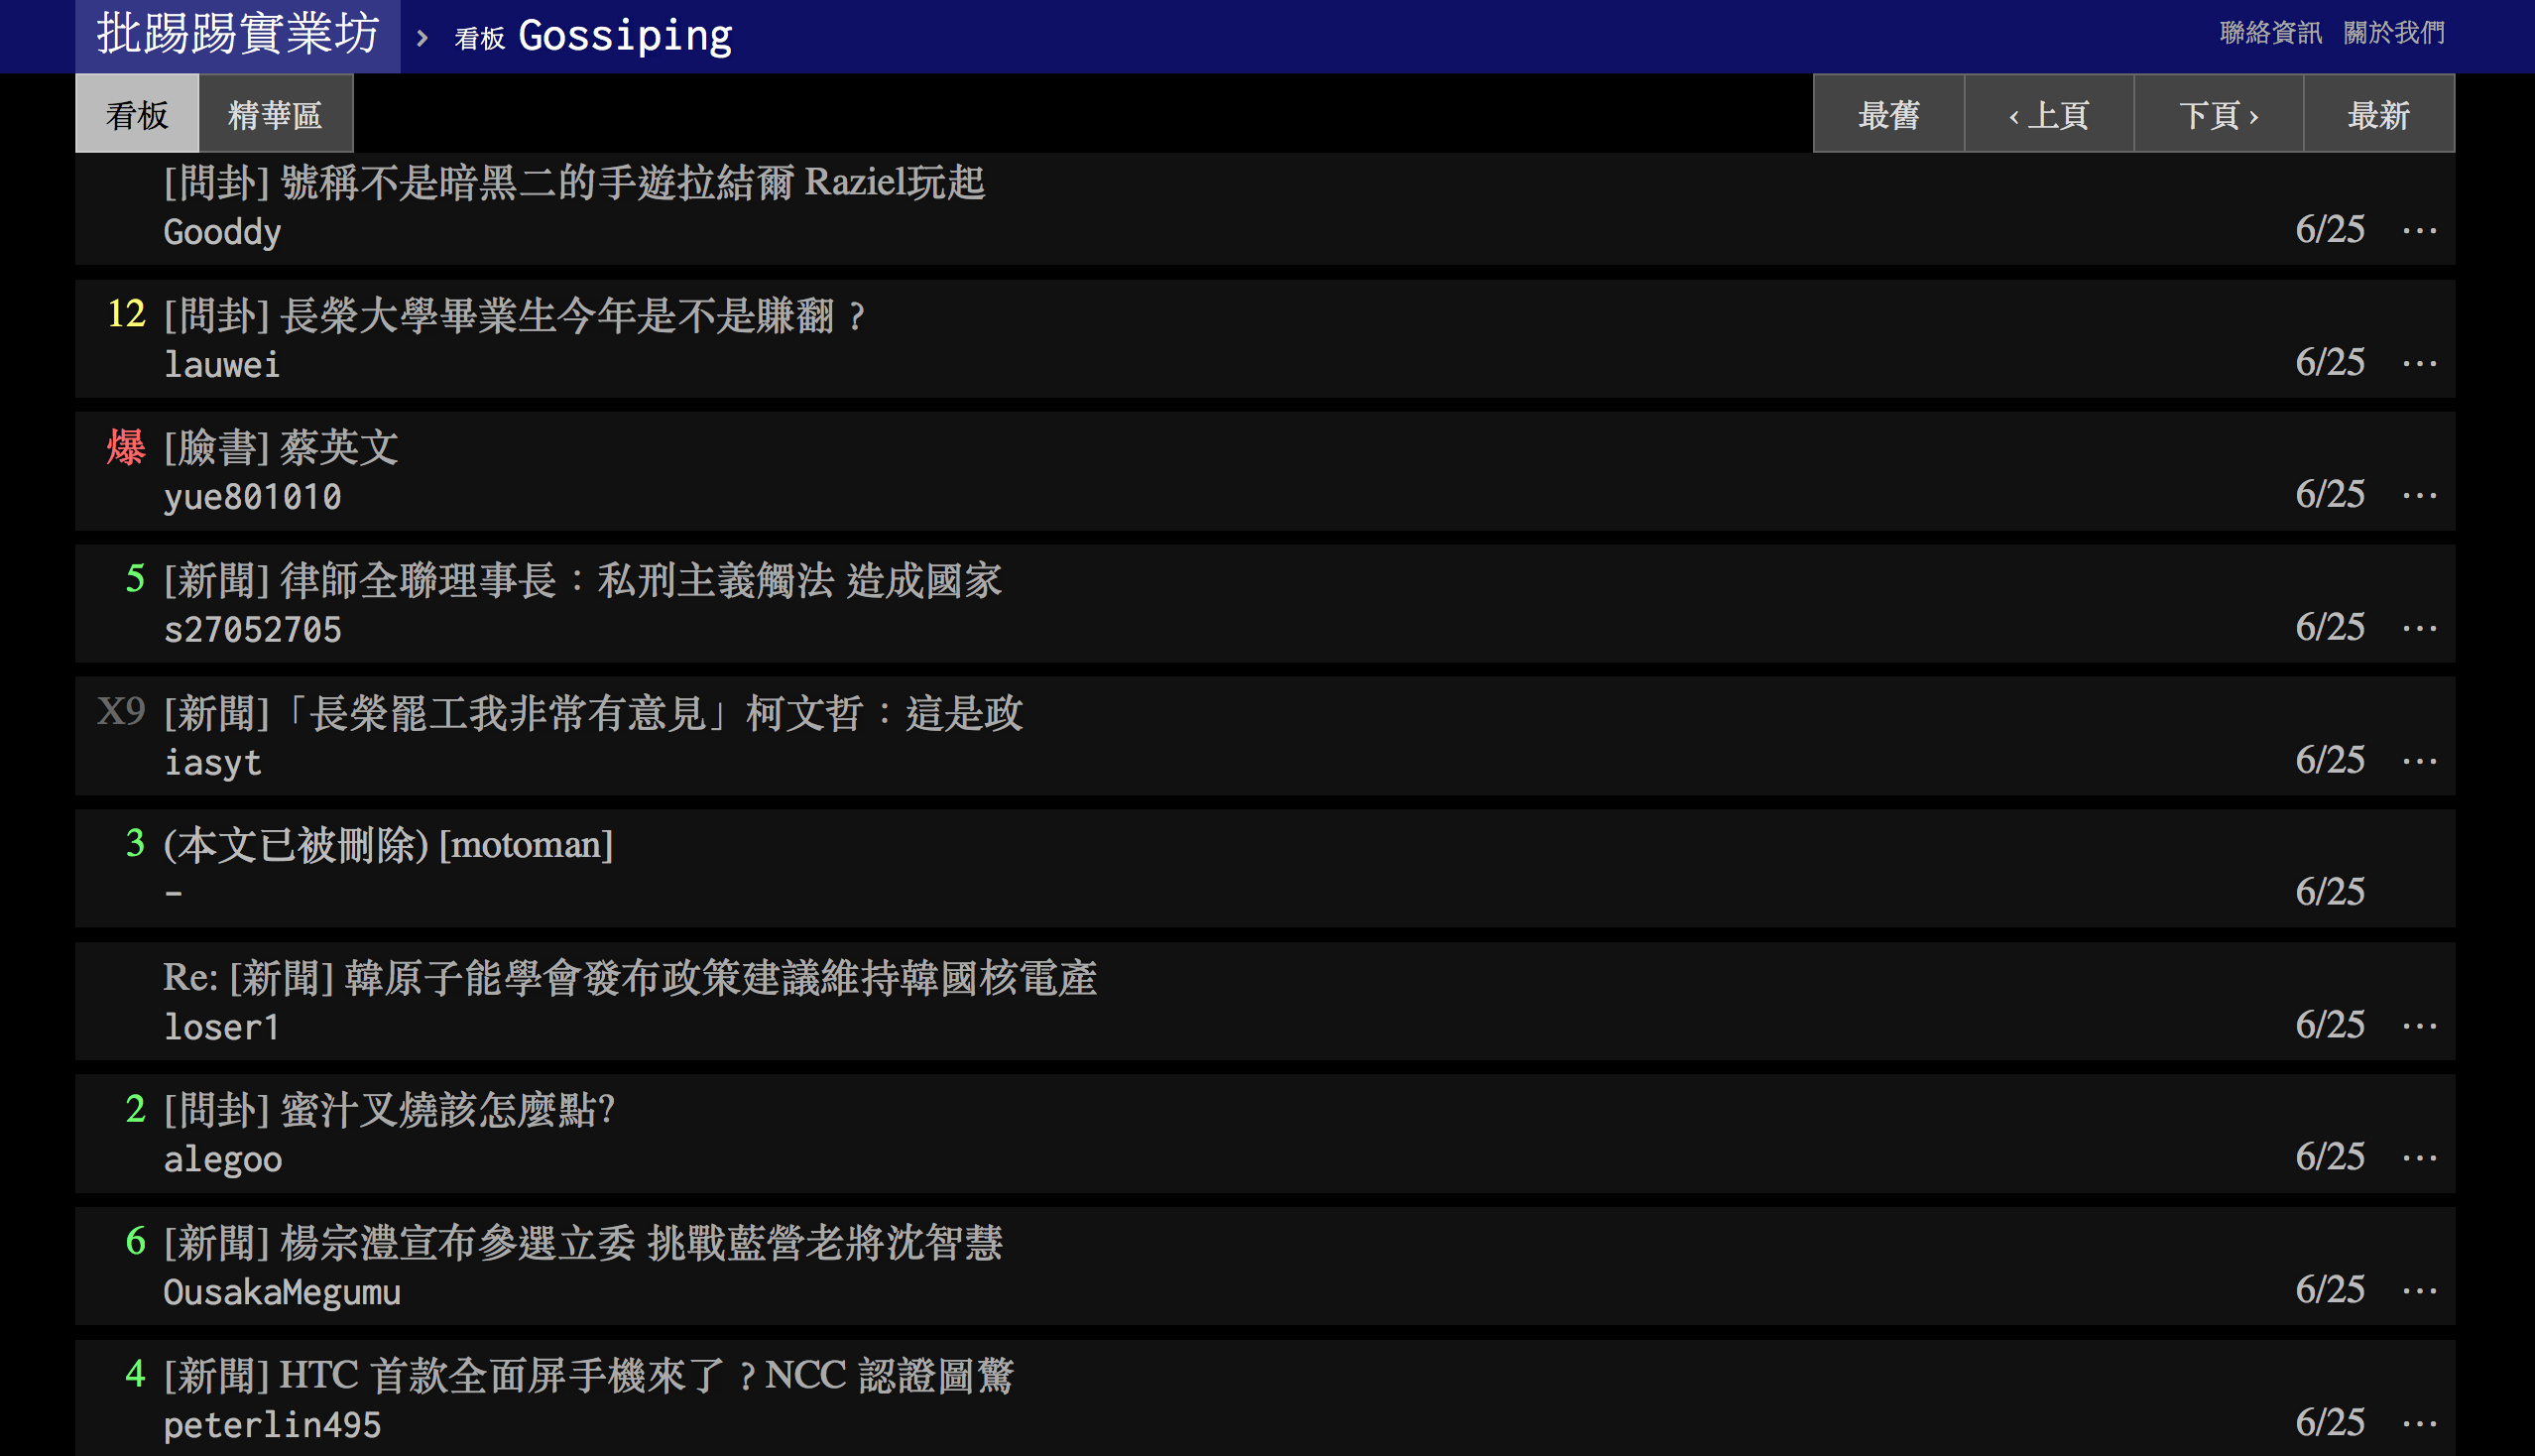 批踢踢實業坊 › 看板 Gossiping 聯絡資訊 關於我們
看板 精華區 最舊 ‹ 上頁 下頁 › 最新
[問卦] 號稱不是暗黑二的手遊拉結爾 Raziel玩起
Gooddy 6/25 ⋯
12 [問卦] 長榮大學畢業生今年是不是賺翻？
lauwei 6/25 ⋯
爆 [臉書] 蔡英文
yue801010 6/25 ⋯
5 [新聞] 律師全聯理事長：私刑主義觸法 造成國家
s27052705 6/25 ⋯
X9 [新聞]「長榮罷工我非常有意見」柯文哲：這是政
iasyt 6/25 ⋯
3 (本文已被刪除) [motoman]
- 6/25
Re: [新聞] 韓原子能學會發布政策建議維持韓國核電產
loser1 6/25 ⋯
2 [問卦] 蜜汁叉燒該怎麼點?
alegoo 6/25 ⋯
6 [新聞] 楊宗澧宣布參選立委 挑戰藍營老將沈智慧
OusakaMegumu 6/25 ⋯
4 [新聞] HTC 首款全面屏手機來了？NCC 認證圖驚
peterlin495 6/25 ⋯